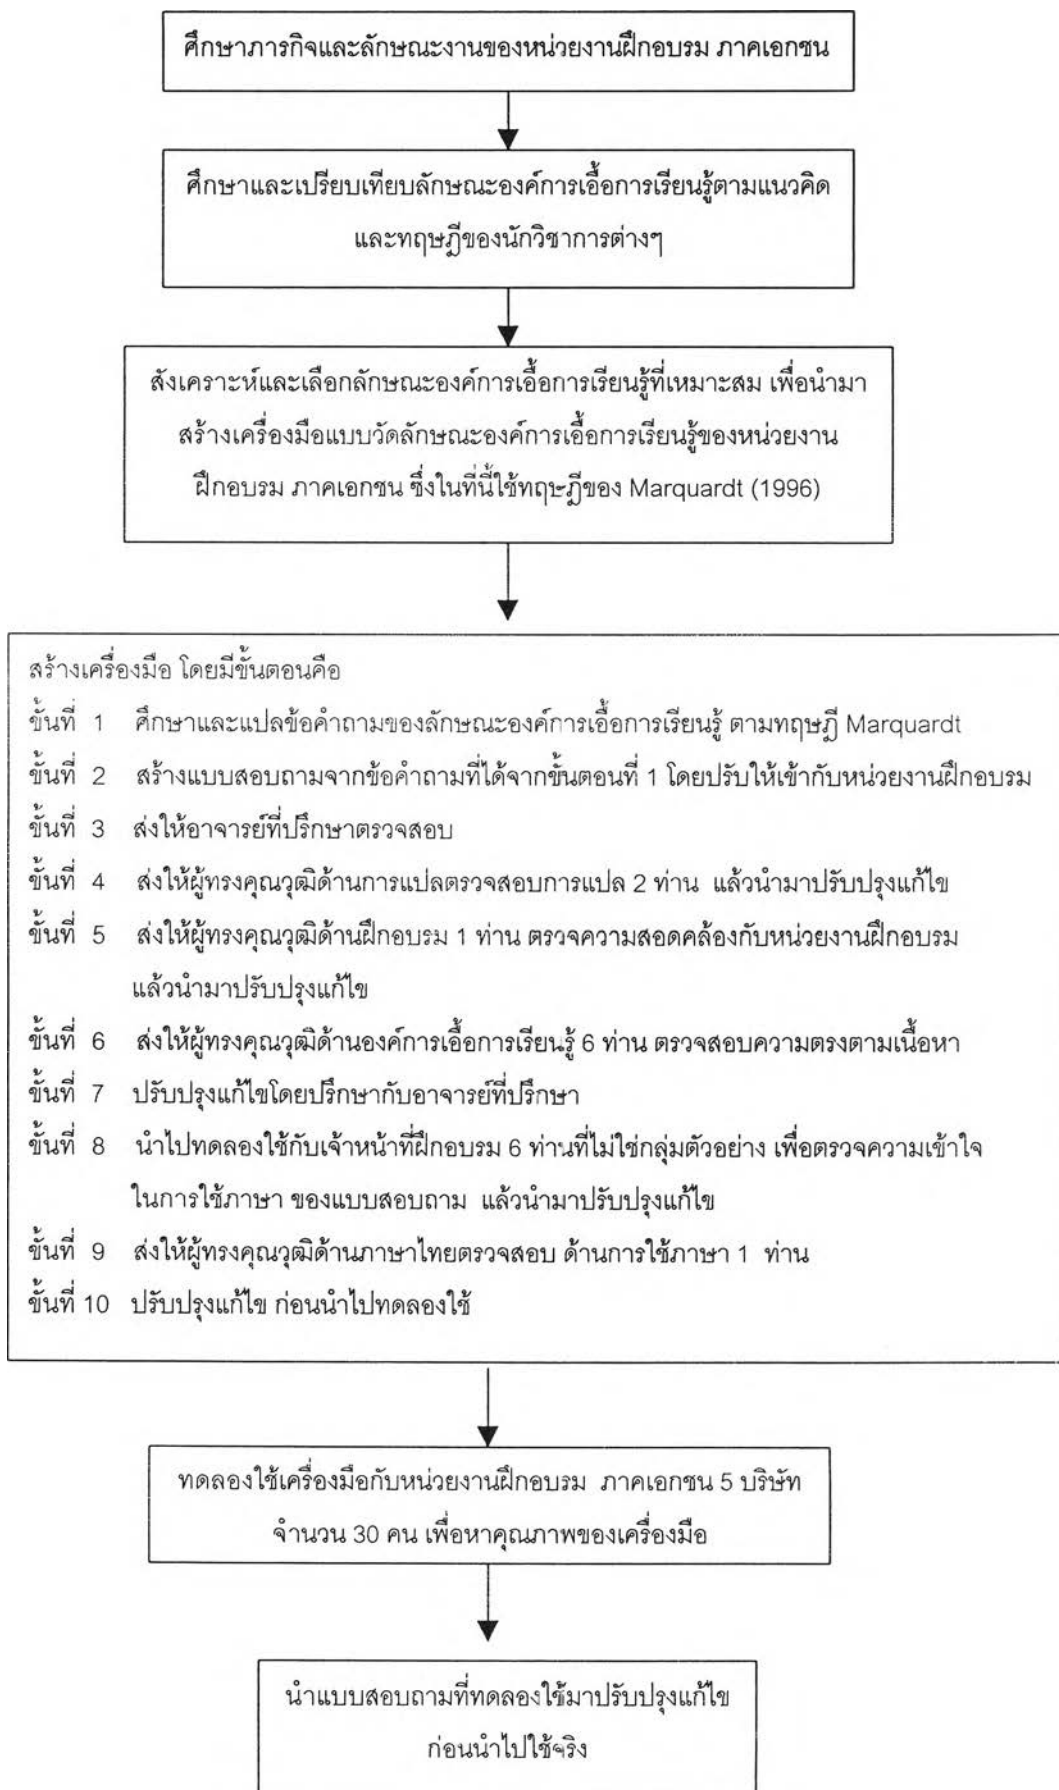 ศึกษาภารกิจและลักษณะงานของหน่วยงานฝึกอบรม ภาคเอกชน
ศึกษาและเปรียบเทียบลักษณะองค์การเอื้อการเรียนรู้ตามแนวคิด
และทฤษฎีของนักวิชาการต่างๆ
สังเคราะห์และเลือกลักษณะองค์การเอื้อการเรียนรู้ที่เหมาะสม เพื่อนำมา
สร้างเครื่องมือแบบวัดลักษณะองค์การเอื้อการเรียนรู้ของหน่วยงาน
ฝึกอบรม ภาคเอกชน ซึ่งในที่นี้ใช้ทฤษฎีของ Marquardt (1996)
สร้างเครื่องมือ โดยมีขั้นตอนคือ
ขั้นที่ 1 ศึกษาและแปลข้อคำถามของลักษณะองค์การเอื้อการเรียนรู้ ตามทฤษฎี Marquardt
ขั้นที่ 2 สร้างแบบสอบถามจากข้อคำถามที่ได้จากขั้นตอนที่ 1 โดยปรับให้เข้ากับหน่วยงานฝึกอบรม
ขั้นที่ 3 ส่งให้อาจารย์ที่ปรึกษาตรวจสอบ
ขั้นที่ 4 ส่งให้ผู้ทรงคุณวุฒิด้านการแปลตรวจสอบการแปล 2 ท่าน แล้วนำมาปรับปรุงแก้ไข
ขั้นที่ 5 ส่งให้ผู้ทรงคุณวุฒิด้านฝึกอบรม 1 ท่าน ตรวจความสอดคล้องกับหน่วยงานฝึกอบรม
แล้วนำมาปรับปรุงแก้ไข
ขั้นที่ 6 ส่งให้ผู้ทรงคุณวุฒิด้านองค์การเอื้อการเรียนรู้ 6 ท่าน ตรวจสอบความตรงตามเนื้อหา
ขั้นที่ 7 ปรับปรุงแก้ไขโดยปรึกษากับอาจารย์ที่ปรึกษา
ขั้นที่ 8 นำไปทดลองใช้กับเจ้าหน้าที่ฝึกอบรม 6 ท่านที่ไม่ใช่กลุ่มตัวอย่าง เพื่อตรวจความเข้าใจ
ในการใช้ภาษา ของแบบสอบถาม แล้วนำมาปรับปรุงแก้ไข
ขั้นที่ 9 ส่งให้ผู้ทรงคุณวุฒิด้านภาษาไทยตรวจสอบ ด้านการใช้ภาษา 1 ท่าน
ขั้นที่ 10 ปรับปรุงแก้ไข ก่อนนำไปทดลองใช้
ทดลองใช้เครื่องมือกับหน่วยงานฝึกอบรม ภาคเอกชน 5 บริษัท
จำนวน 30 คน เพื่อหาคุณภาพของเครื่องมือ
นำแบบสอบถามที่ทดลองใช้มาปรับปรุงแก้ไข
ก่อนนำไปใช้จริง